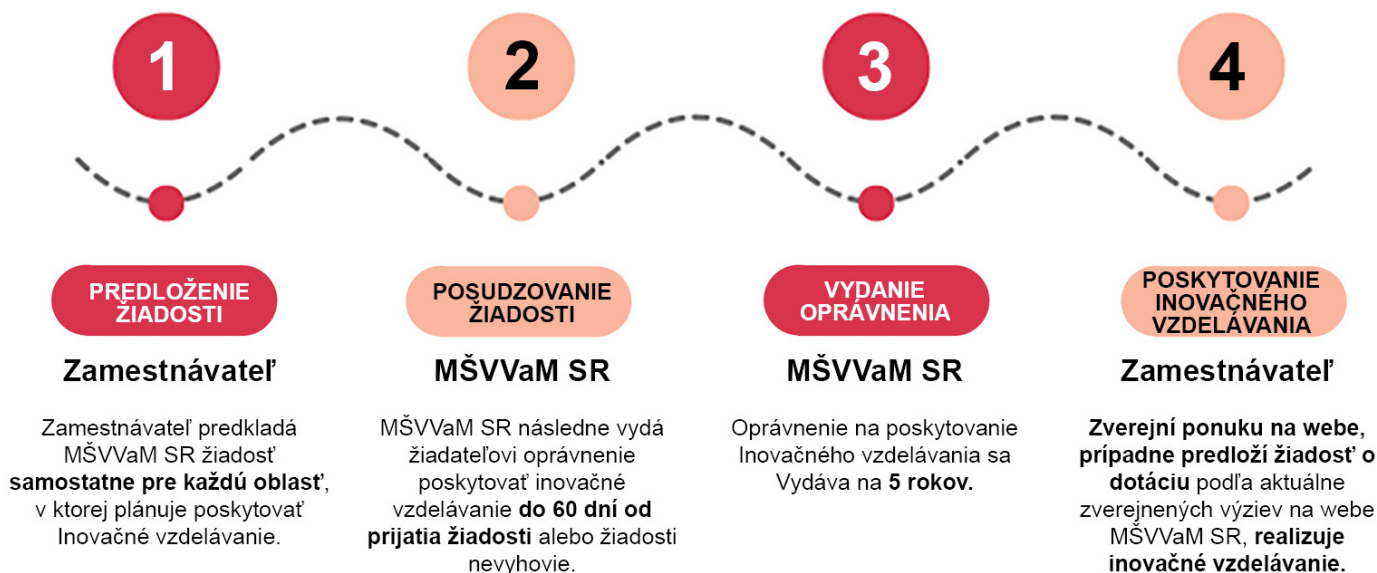 1
2
3
4
PREDLOŽENIE
ŽIADOSTI
Zamestnávateľ
Zamestnávateľ predkladá
MŠVVaM SR žiadosť
samostatne pre každú oblasť,
v ktorej plánuje poskytovať
Inovačné vzdelávanie.
POSUDZOVANIE
ŽIADOSTI
MŠVVaM SR
MŠVVaM SR následne vydá
žiadateľovi oprávnenie
poskytovať inovačné
vzdelávanie do 60 dní od
prijatia žiadosti alebo žiadosti
nevyhovie.
VYDANIE
OPRÁVNENIA
MŠVVaM SR
Oprávnenie na poskytovanie
Inovačného vzdelávania sa
Vydáva na 5 rokov.
POSKYTOVANIE
INOVAČNÉHO
VZDELÁVANIA
Zamestnávateľ
Zverejní ponuku na webe,
prípadne predloží žiadosť o
dotáciu podľa aktuálne
zverejnených výziev na webe
MŠVVaM SR, realizuje
inovačné vzdelávanie.